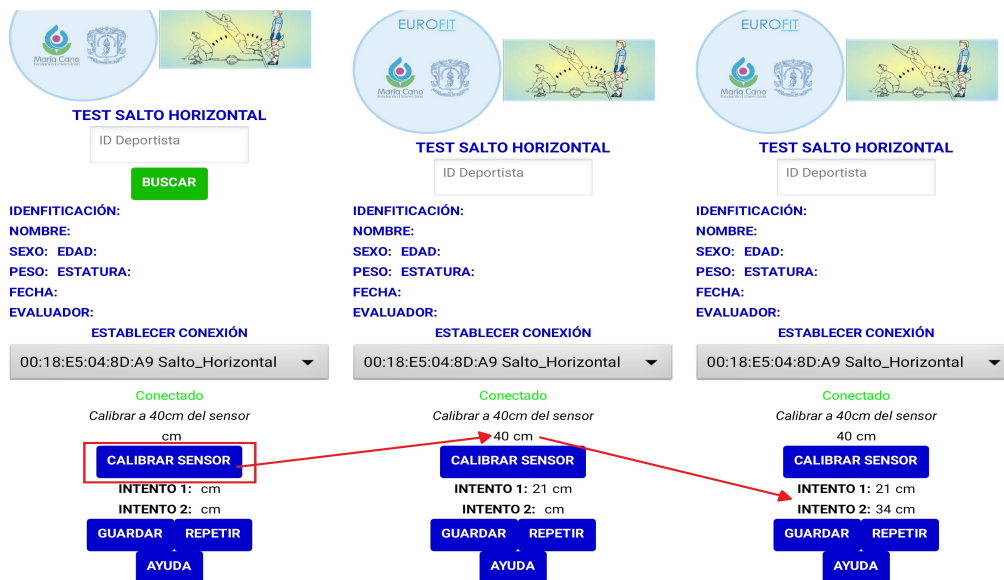 María Cano
TEST SALTO HORIZONTAL
ID Deportista
BUSCAR
IDENFITICACIÓN:
NOMBRE:
SEXO: EDAD:
PESO: ESTATURA:
FECHA:
EVALUADOR:
ESTABLECER CONEXIÓN
00:18:E5:04:8D:A9 Salto_Horizontal
Conectado
Calibrar a 40cm del sensor
cm
CALIBRAR SENSOR
INTENTO 1: cm
INTENTO 2: cm
GUARDAR REPETIR
AYUDA
EUROFIT
María Cano
TEST SALTO HORIZONTAL
ID Deportista
IDENFITICACIÓN:
NOMBRE:
SEXO: EDAD:
PESO: ESTATURA:
FECHA:
EVALUADOR:
ESTABLECER CONEXIÓN
00:18:E5:04:8D:A9 Salto_Horizontal
Conectado
Calibrar a 40cm del sensor
40 cm
CALIBRAR SENSOR
INTENTO 1: 21 cm
INTENTO 2: cm
GUARDAR REPETIR
AYUDA
EUROFIT
María Cano
TEST SALTO HORIZONTAL
ID Deportista
IDENFITICACIÓN:
NOMBRE:
SEXO: EDAD:
PESO: ESTATURA:
FECHA:
EVALUADOR:
ESTABLECER CONEXIÓN
00:18:E5:04:8D:A9 Salto_Horizontal
Conectado
Calibrar a 40cm del sensor
40 cm
CALIBRAR SENSOR
INTENTO 1: 21 cm
INTENTO 2: 34 cm
GUARDAR REPETIR
AYUDA